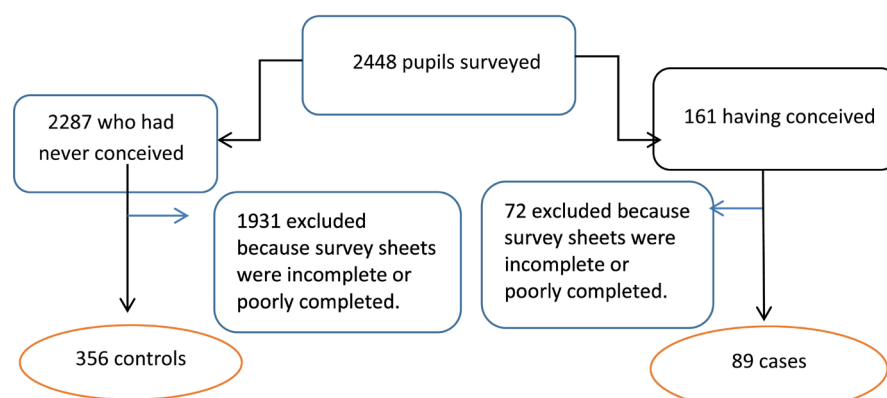 2448 pupils surveyed
2287 who had
never conceived
161 having conceived
1931 excluded
because survey sheets
were incomplete or
poorly completed.
72 excluded because
survey sheets were
incomplete or
poorly completed.
356 controls
89 cases